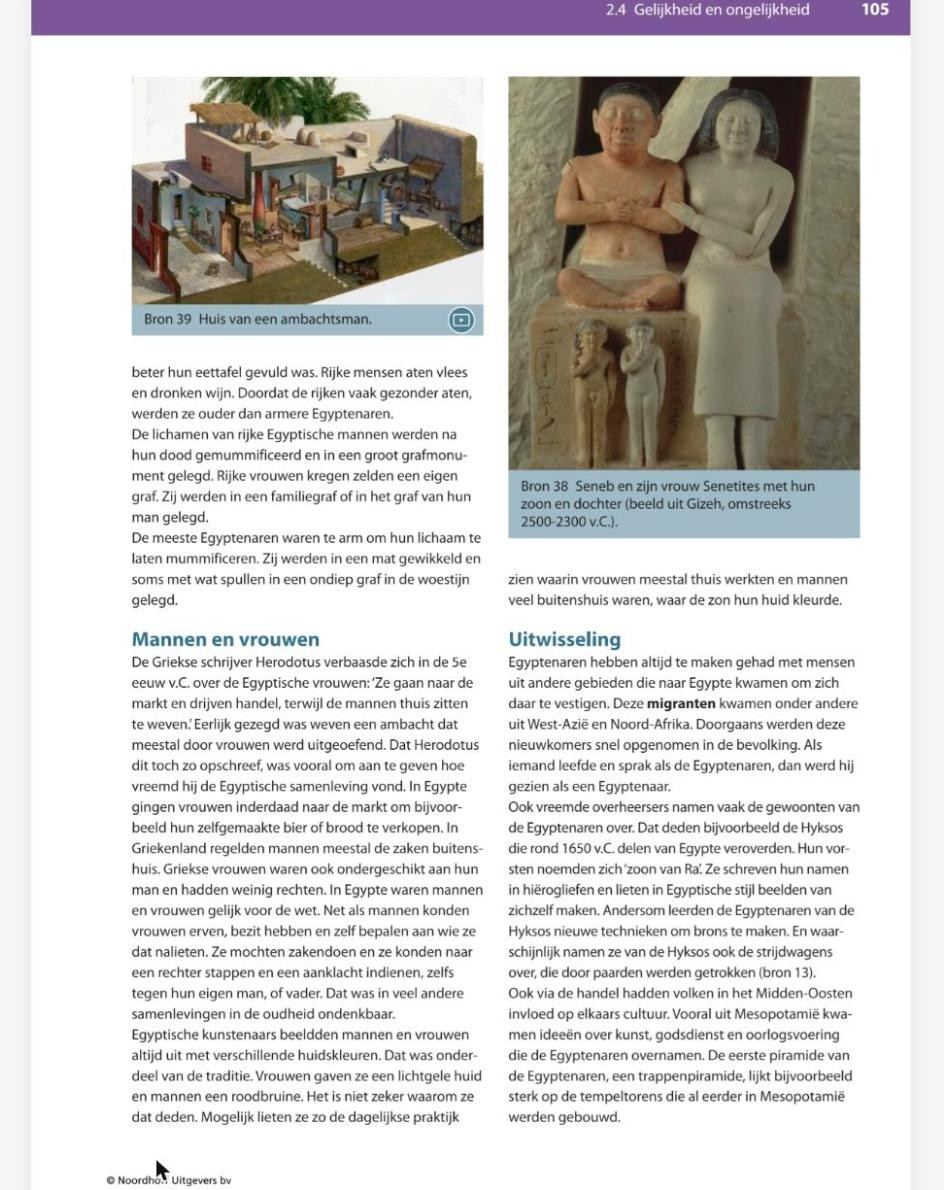 2.4 Gelijkheid en ongelijkheid 105
Bron 39 Huis van een ambachtsman.
beter hun eettafel gevuld was. Rijke mensen aten vlees
en dronken wijn. Doordat de rijken vaak gezonder aten,
werden ze ouder dan armere Egyptenaren.
De lichamen van rijke Egyptische mannen werden na
hun dood gemummificeerd en in een groot grafmonu-
ment gelegd. Rijke vrouwen kregen zelden een eigen
graf. Zij werden in een familiegraf of in het graf van hun
man gelegd.
De meeste Egyptenaren waren te arm om hun lichaam te
laten mummificeren. Zij werden in een mat gewikkeld en
soms met wat spullen in een ondiep graf in de woestijn
gelegd.
Mannen en vrouwen
De Griekse schrijver Herodotus verbaasde zich in de 5e
eeuw v.C. over de Egyptische vrouwen: 'Ze gaan naar de
markt en drijven handel, terwijl de mannen thuis zitten
te weven.' Eerlijk gezegd was weven een ambacht dat
meestal door vrouwen werd uitgeoefend. Dat Herodotus
dit toch zo opschreef, was vooral om aan te geven hoe
vreemd hij de Egyptische samenleving vond. In Egypte
gingen vrouwen inderdaad naar de markt om bijvoor-
beeld hun zelfgemaakte bier of brood te verkopen. In
Griekenland regelden mannen meestal de zaken buitens-
huis. Griekse vrouwen waren ook ondergeschikt aan hun
man en hadden weinig rechten. In Egypte waren mannen
en vrouwen gelijk voor de wet. Net als mannen konden
vrouwen erven, bezit hebben en zelf bepalen aan wie ze
dat nalieten. Ze mochten zakendoen en ze konden naar
een rechter stappen en een aanklacht indienen, zelfs
tegen hun eigen man, of vader. Dat was in veel andere
samenlevingen in de oudheid ondenkbaar.
Egyptische kunstenaars beeldden mannen en vrouwen
altijd uit met verschillende huidskleuren. Dat was onder-
deel van de traditie. Vrouwen gaven ze een lichtgele huid
en mannen een roodbruine. Het is niet zeker waarom ze
dat deden. Mogelijk lieten ze zo de dagelijkse praktijk
Bron 38 Seneb en zijn vrouw Senetites met hun
zoon en dochter (beeld uit Gizeh, omstreeks
2500-2300 v.C.).
zien waarin vrouwen meestal thuis werkten en mannen
veel buitenshuis waren, waar de zon hun huid kleurde.
Uitwisseling
Egyptenaren hebben altijd te maken gehad met mensen
uit andere gebieden die naar Egypte kwamen om zich
daar te vestigen. Deze migranten kwamen onder andere
uit West-Azië en Noord-Afrika. Doorgaans werden deze
nieuwkomers snel opgenomen in de bevolking. Als
iemand leefde en sprak als de Egyptenaren, dan werd hij
gezien als een Egyptenaar.
Ook vreemde overheersers namen vaak de gewoonten van
de Egyptenaren over. Dat deden bijvoorbeeld de Hyksos
die rond 1650 v.C. delen van Egypte veroverden. Hun vor-
sten noemden zich 'zoon van Ra'. Ze schreven hun namen
in hiërogliefen en lieten in Egyptische stijl beelden van
zichzelf maken. Andersom leerden de Egyptenaren van de
Hyksos nieuwe technieken om brons te maken. En waar-
schijnlijk namen ze van de Hyksos ook de strijdwagens
over, die door paarden werden getrokken (bron 13).
Ook via de handel hadden volken in het Midden-Oosten
invloed op elkaars cultuur. Vooral uit Mesopotamië kwa-
men ideeën over kunst, godsdienst en oorlogsvoering
die de Egyptenaren overnamen. De eerste piramide van
de Egyptenaren, een trappenpiramide, lijkt bijvoorbeeld
sterk op de tempeltorens die al eerder in Mesopotamië
werden gebouwd.
© Noordhoff Uitgevers bv